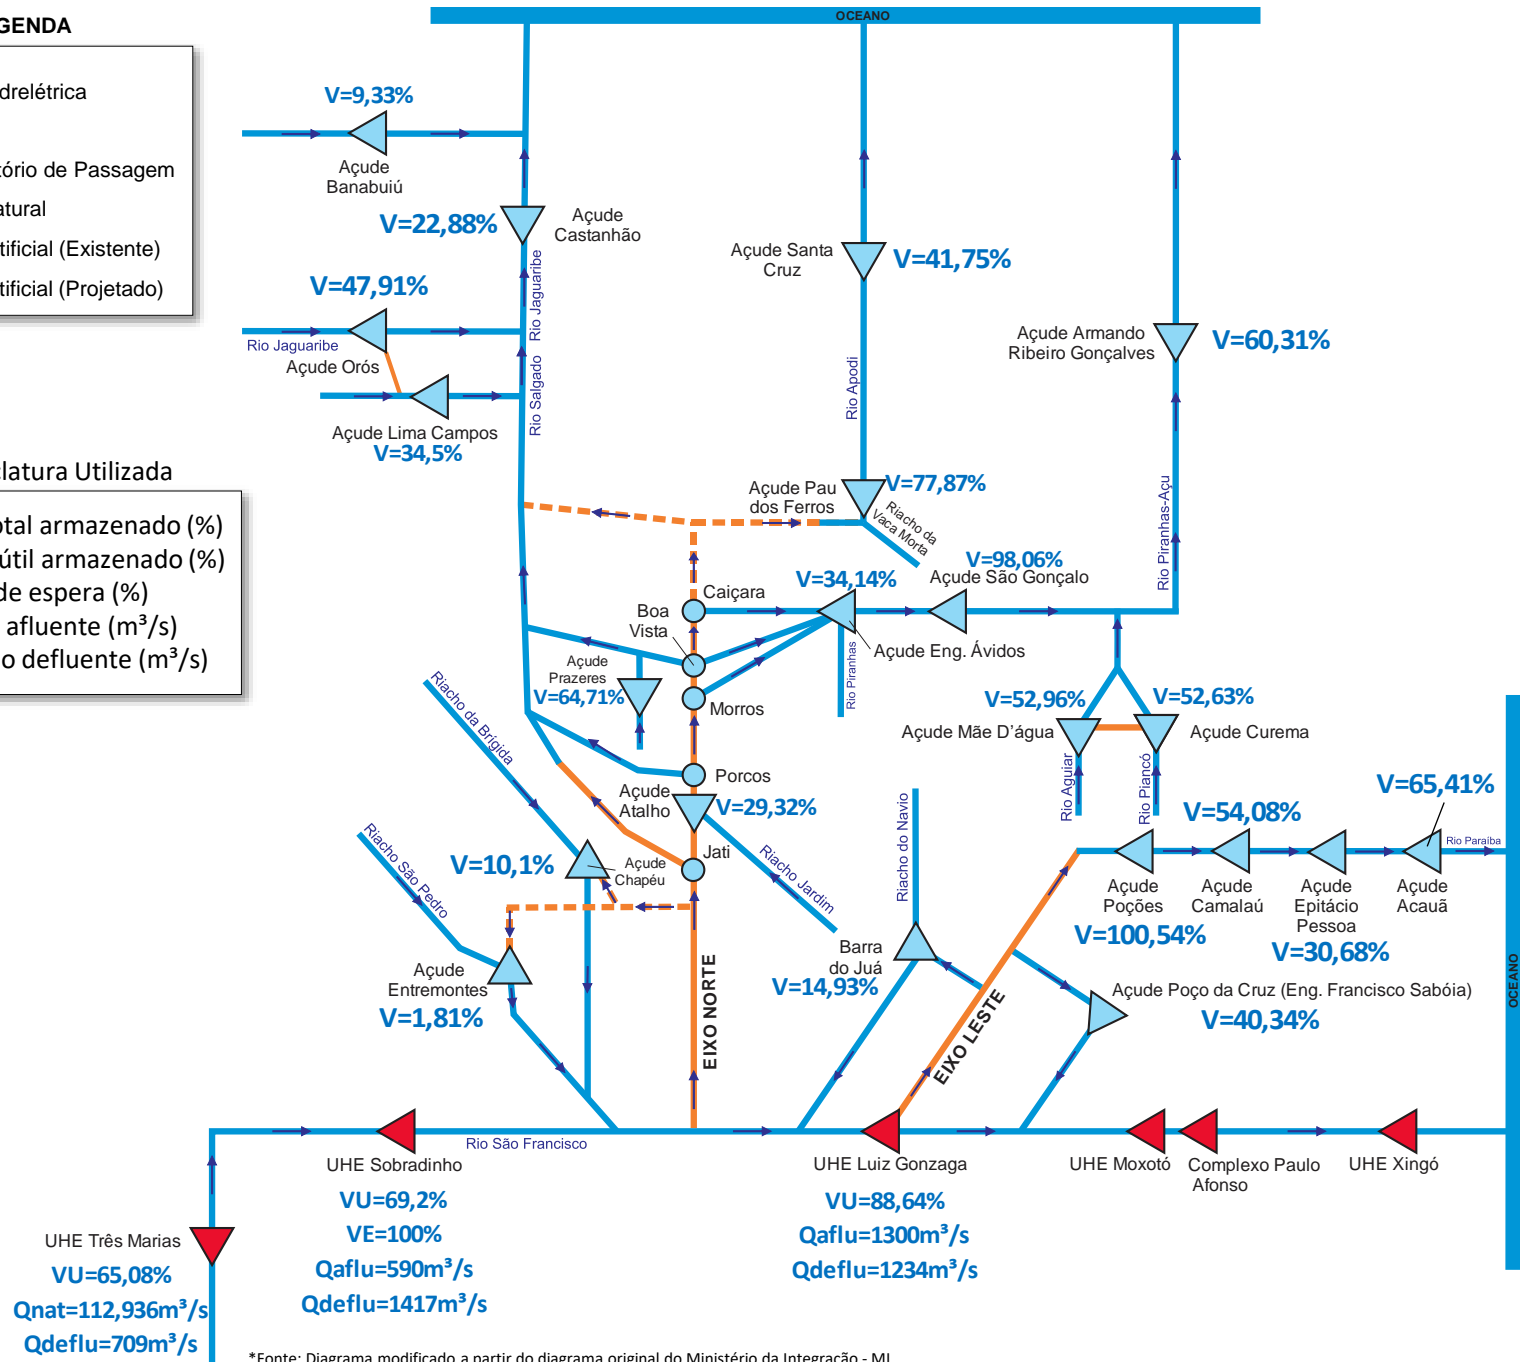 GENDA
drelétrica
tório de Passagem
atural
tificial (Existente)
tificial (Projetado)
clatura Utilizada
otal armazenado (%)
útil armazenado (%)
de espera (%)
afluente (m³/s)
o defluente (m³/s)
OCEANO
V=9,33%
Açude
Banabuiú
V=22,88%
Açude
Castanhão
Rio Jaguaribe
V=47,91%
Rio Jaguaribe
Açude Orós
Rio Salgado
Açude Lima Campos
V=34,5%
Açude Santa
Cruz
V=41,75%
Rio Apodi
Açude Armando
Ribeiro Gonçalves
V=60,31%
Rio Piranhas-Açu
Açude Pau
dos Ferros
V=77,87%
Riacho da
Vaca Morta
V=98,06%
Açude São Gonçalo
V=34,14%
Açude Eng. Ávidos
Rio Piranhas
Caiçara
Boa
Vista
Morros
Açude
Prazeres
V=64,71%
Porcos
Açude
Atalho
V=29,32%
Jati
Riacho Jardim
Riacho da Brígida
Riacho São Pedro
V=10,1%
Açude
Chapéu
Açude
Entremontes
V=1,81%
EIXO NORTE
V=52,96%
V=52,63%
Açude Mãe D'água
Açude Curema
Rio Aguiar
Rio Piancó
V=65,41%
V=54,08%
Rio Paraiba
Açude
Poções
Açude
Camalaú
Açude
Epitácio
Pessoa
Açude
Acauã
V=100,54%
V=30,68%
Riacho do Navio
Barra
do Juá
V=14,93%
EIXO LESTE
Açude Poço da Cruz (Eng. Francisco Sabóia)
V=40,34%
OCEANO
Rio São Francisco
UHE Sobradinho
VU=69,2%
VE=100%
Qaflu=590m³/s
Qdeflu=1417m³/s
UHE Luiz Gonzaga
VU=88,64%
Qaflu=1300m³/s
Qdeflu=1234m³/s
UHE Moxotó
Complexo Paulo
Afonso
UHE Xingó
UHE Três Marias
VU=65,08%
Qnat=112,936m³/s
Qdeflu=709m³/s
*Fonte: Diagrama modificado a partir do diagrama original do Ministério da Integração - MI